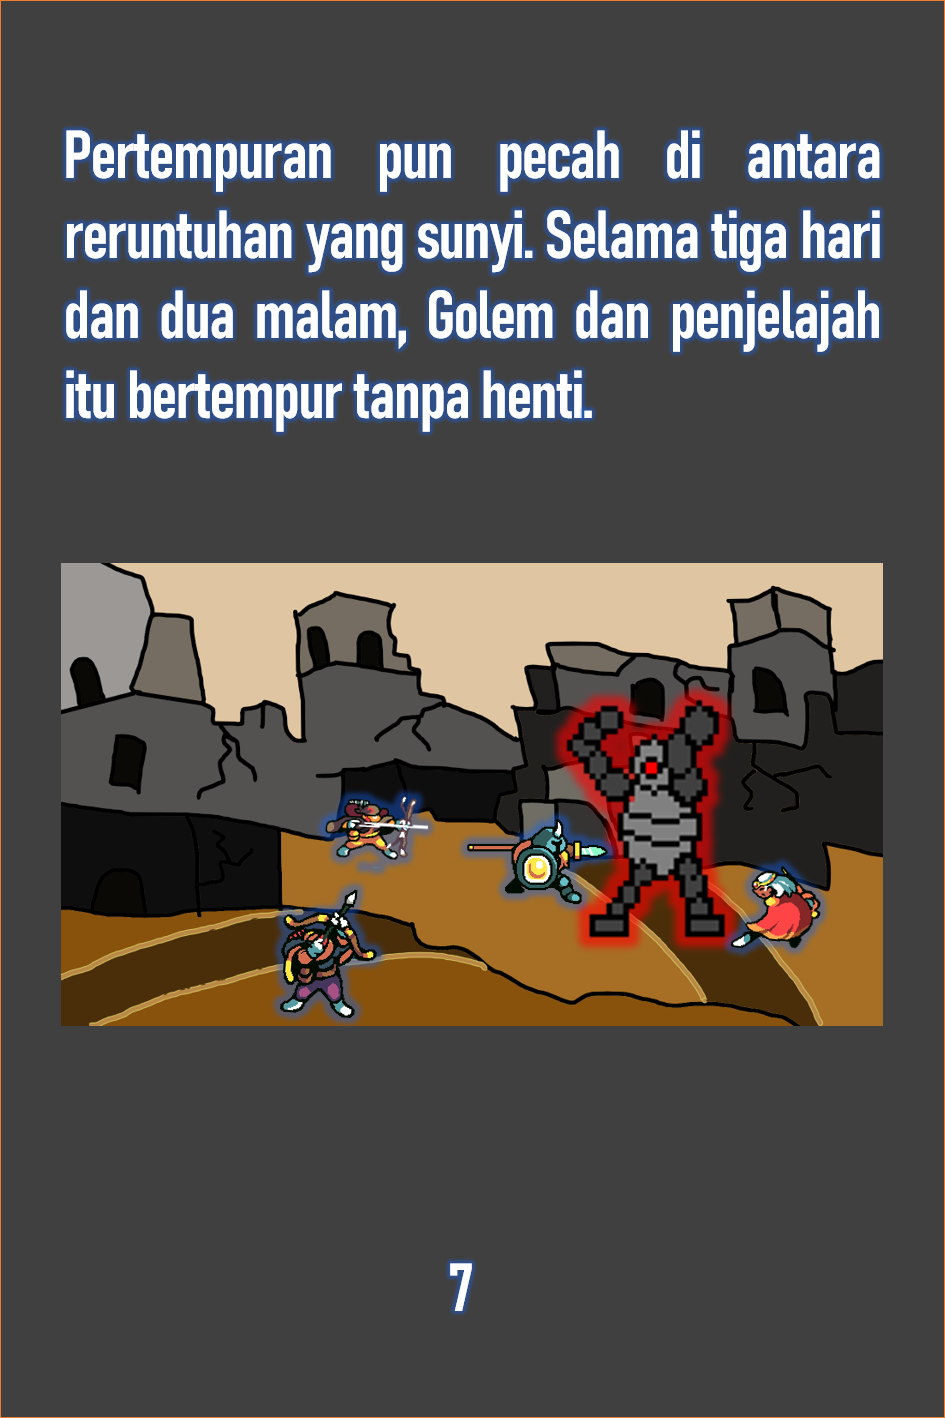 Pertempuran pun pecah di antara
reruntuhan yang sunyi. Selama tiga hari
dan dua malam, Golem dan penjelajah
itu bertempur tanpa henti.
7